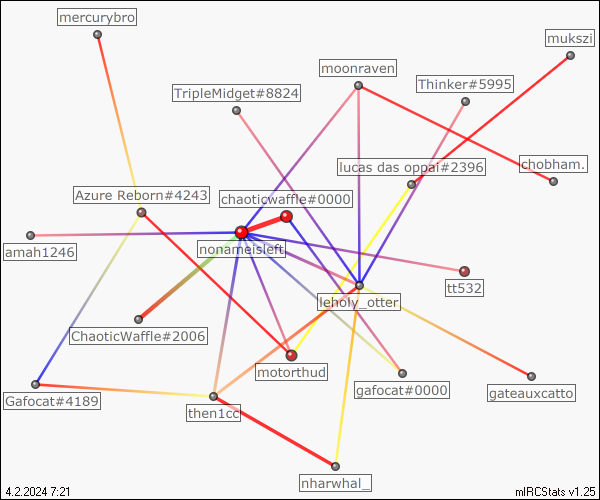 mercurybro
mukszi
moonraven
Thinker#5995
TripleMidget#8824
lucas das oppai#2396
chobham.
Azure Reborn#4243
chaoticwaffle#0000
amah1246
nonameisleft
tt532
leholy_otter
ChaoticWaffle#2006
motorthud
gafocat#0000
gateauxcatto
Gafocat#4189
then1cc
nharwhal_
4.2.2024 7:21
mIRCStats v1.25